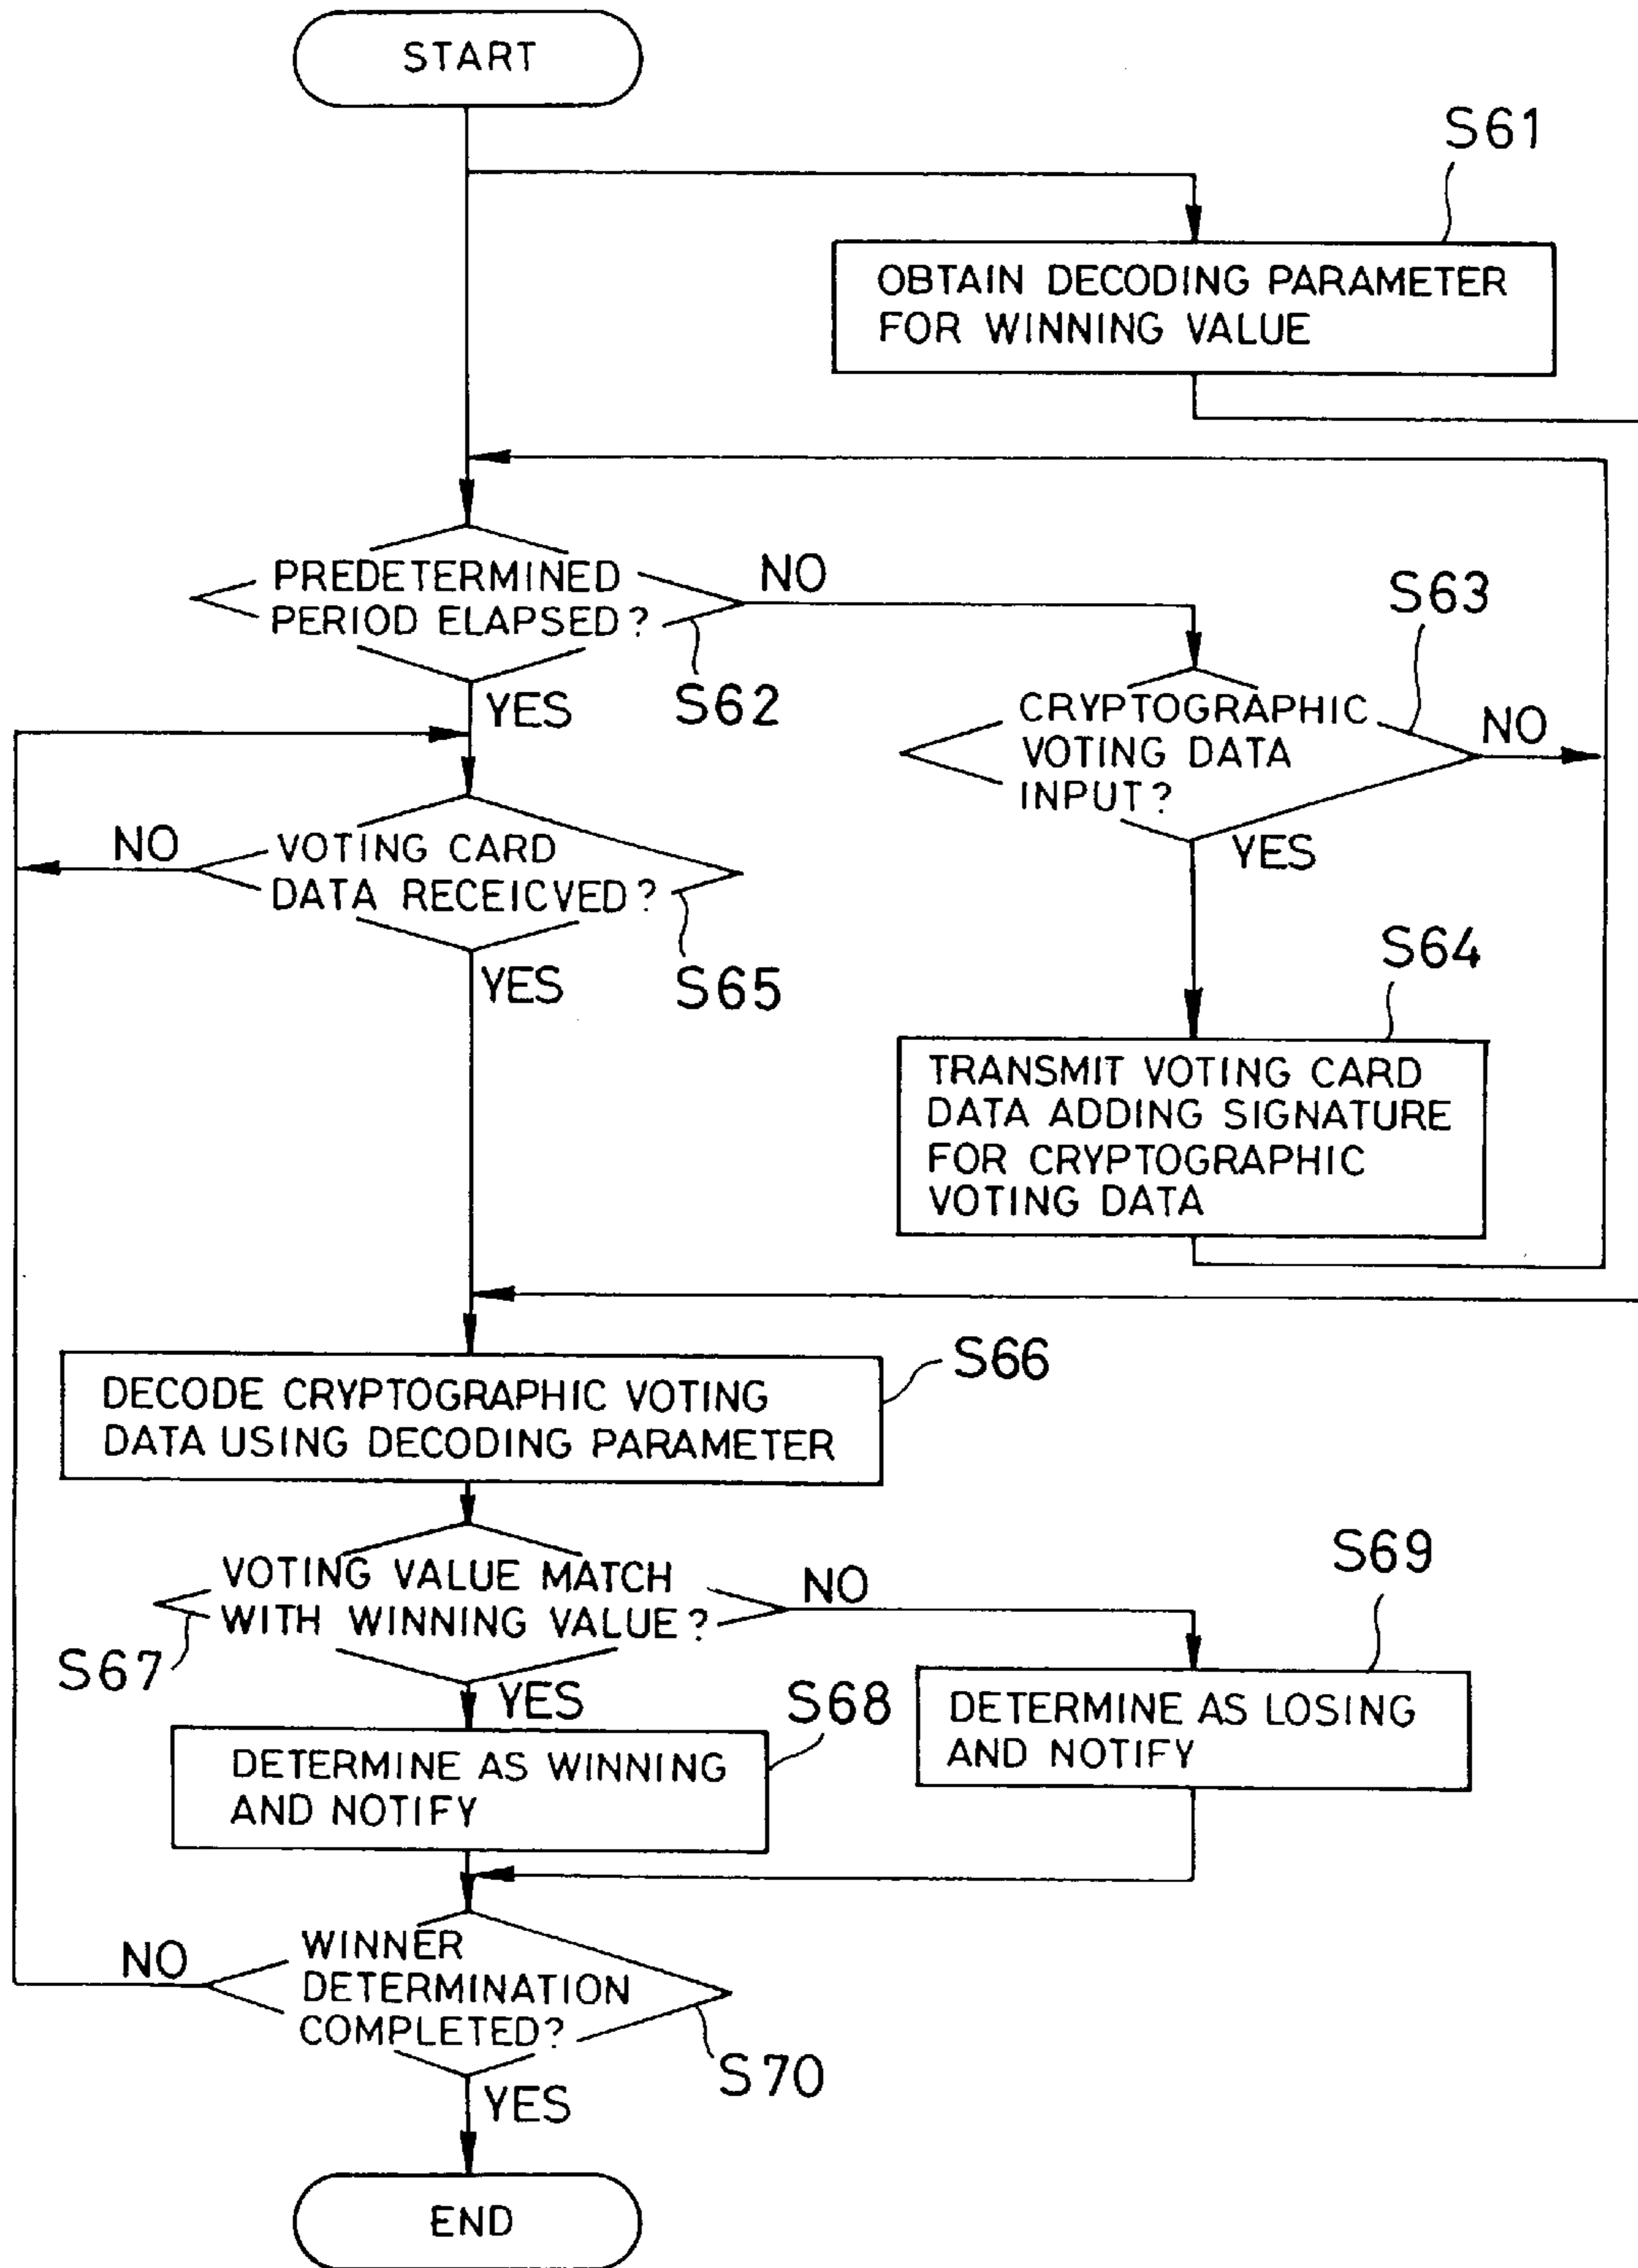 START
S61
OBTAIN DECODING PARAMETER
FOR WINNING VALUE
PREDETERMINED
PERIOD ELAPSED?
NO
S62
YES
S63
CRYPTOGRAPHIC
VOTING DATA
INPUT?
NO
YES
NO
VOTING CARD
DATA RECEICVED?
YES
S65
S64
TRANSMIT VOTING CARD
DATA ADDING SIGNATURE
FOR CRYPTOGRAPHIC
VOTING DATA
S66
DECODE CRYPTOGRAPHIC VOTING
DATA USING DECODING PARAMETER
VOTING VALUE MATCH
WITH WINNING VALUE?
NO
S67
YES
S69
S68
DETERMINE AS LOSING
AND NOTIFY
DETERMINE AS WINNING
AND NOTIFY
NO
WINNER
DETERMINATION
COMPLETED?
S70
YES
END